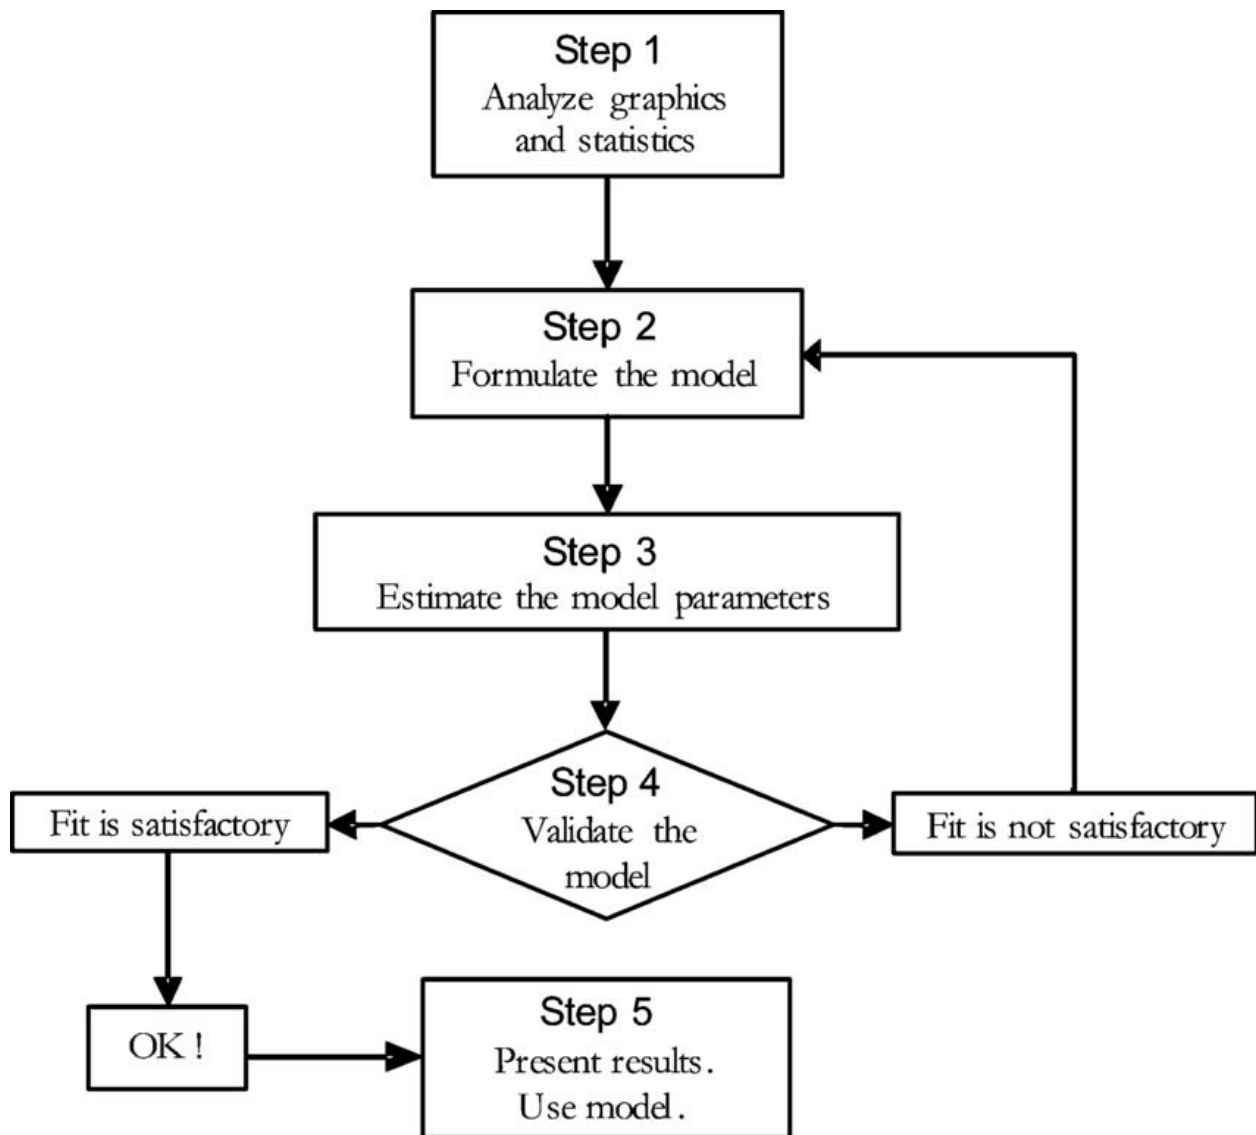 Step 1
Analyze graphics
and statistics
Step 2
Formulate the model
Step 3
Estimate the model parameters
Step 4
Validate the
model
Fit is satisfactory
Fit is not satisfactory
OK !
Step 5
Present results.
Use model.